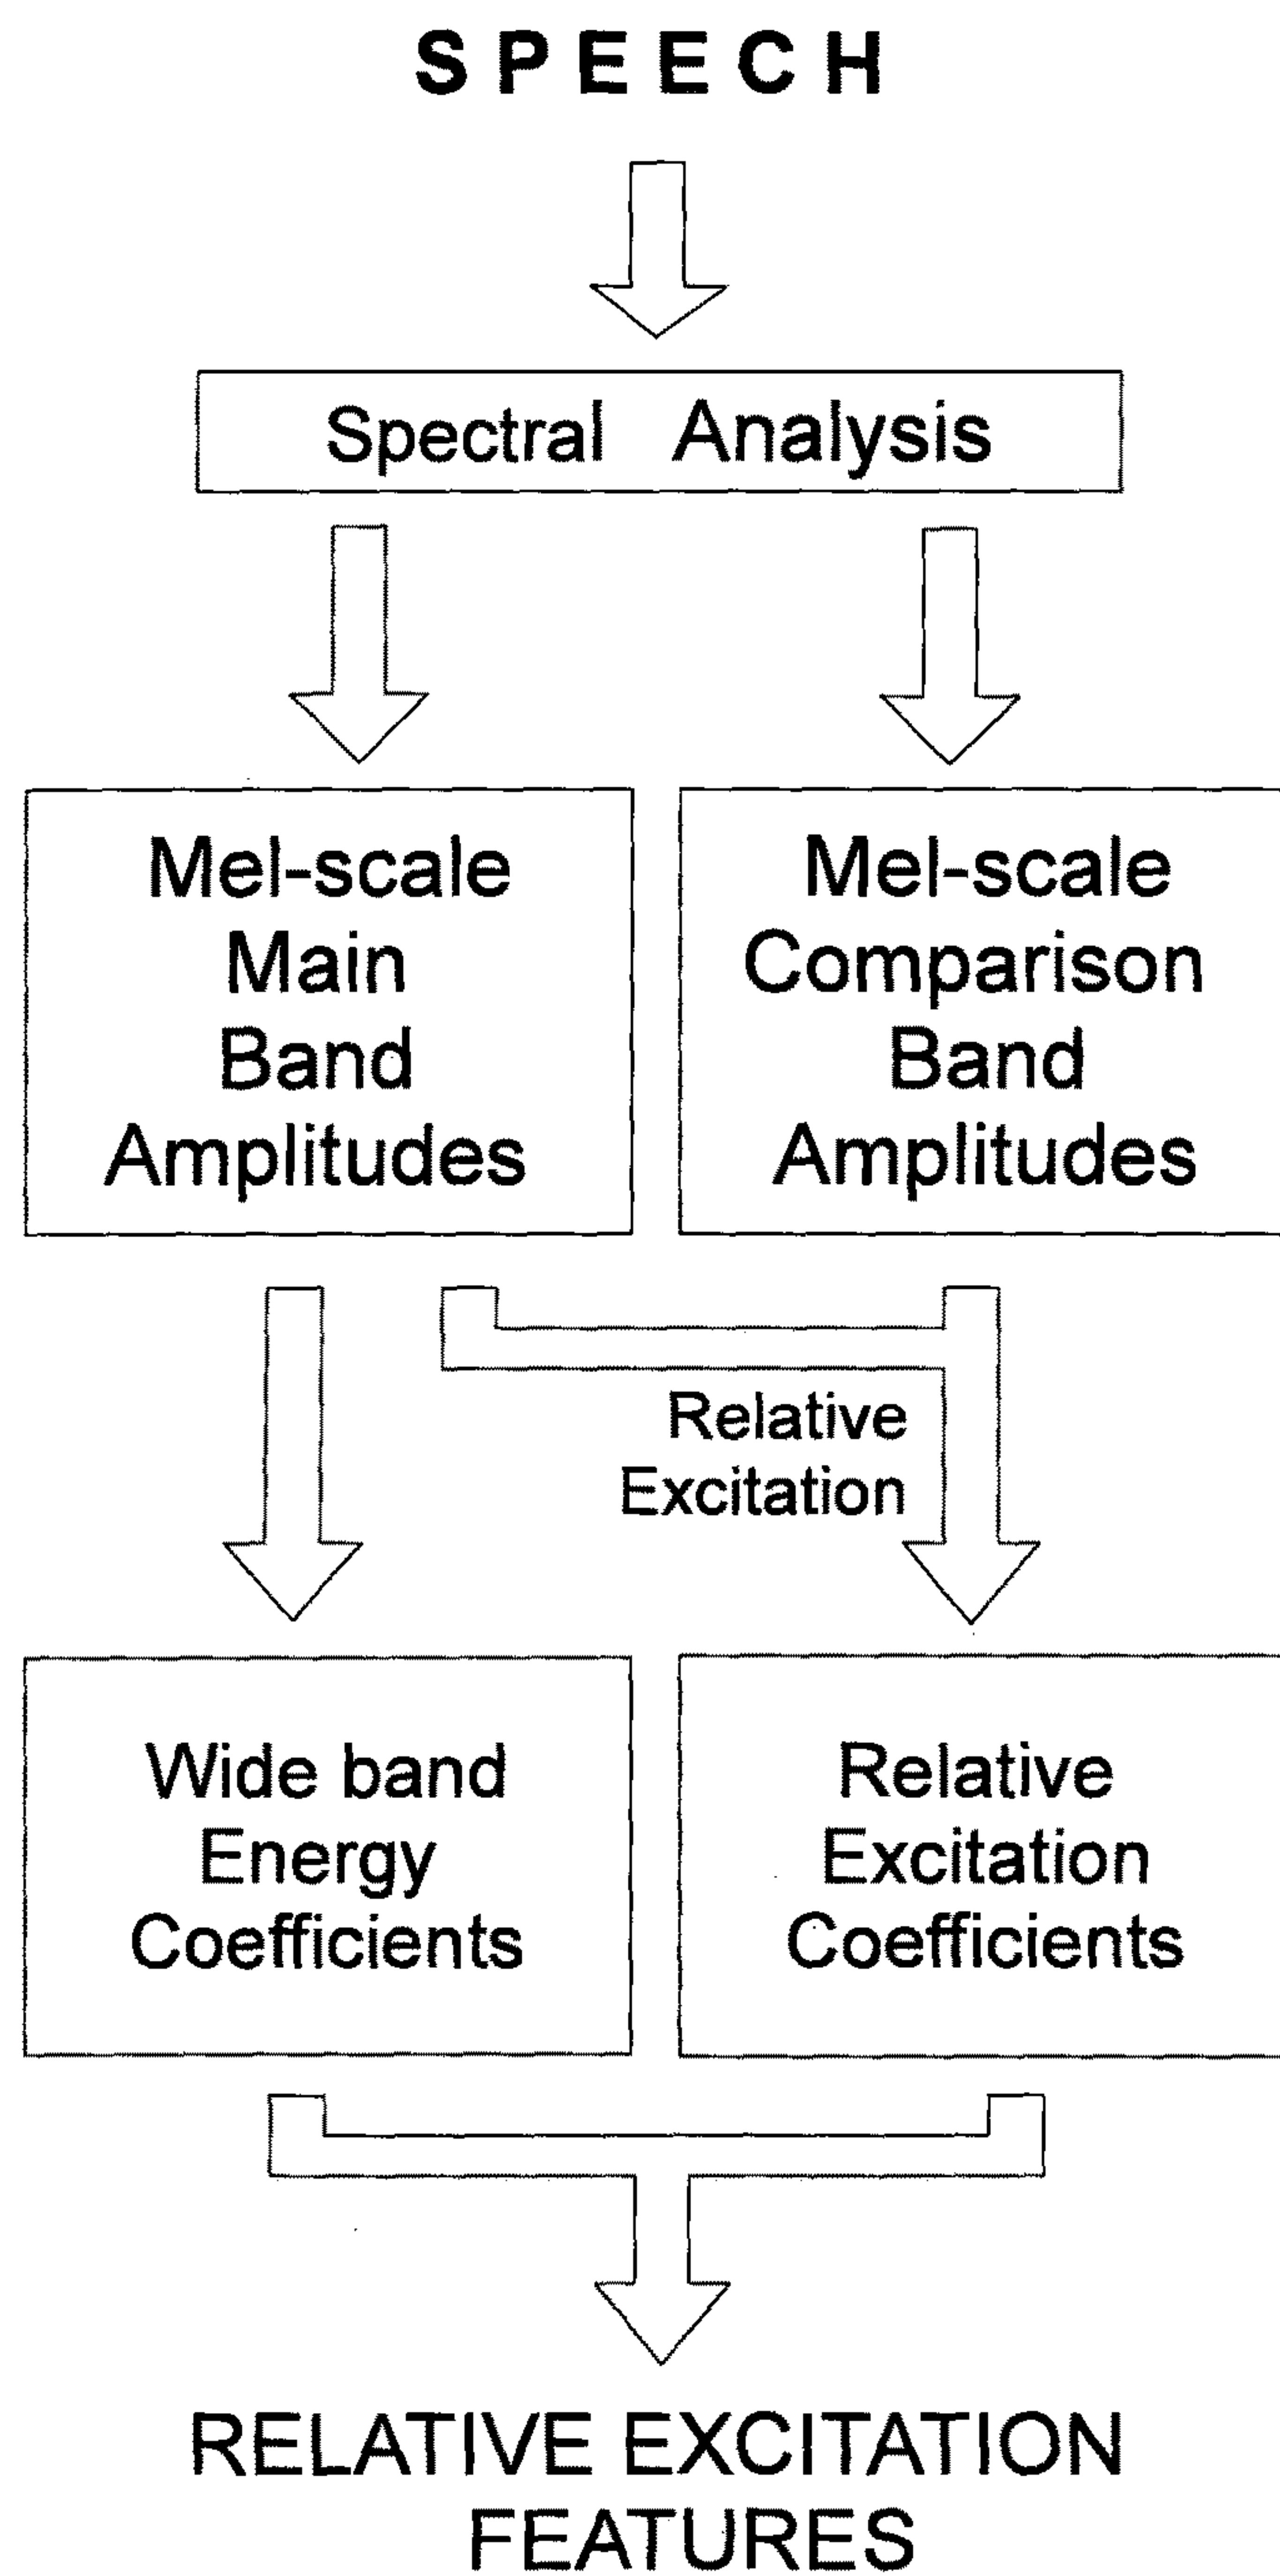 SPEECH
Spectral Analysis
Mel-scale
Main
Band
Amplitudes
Mel-scale
Comparison
Band
Amplitudes
Relative
Excitation
Wide band
Energy
Coefficients
Relative
Excitation
Coefficients
RELATIVE EXCITATION
FEATURES